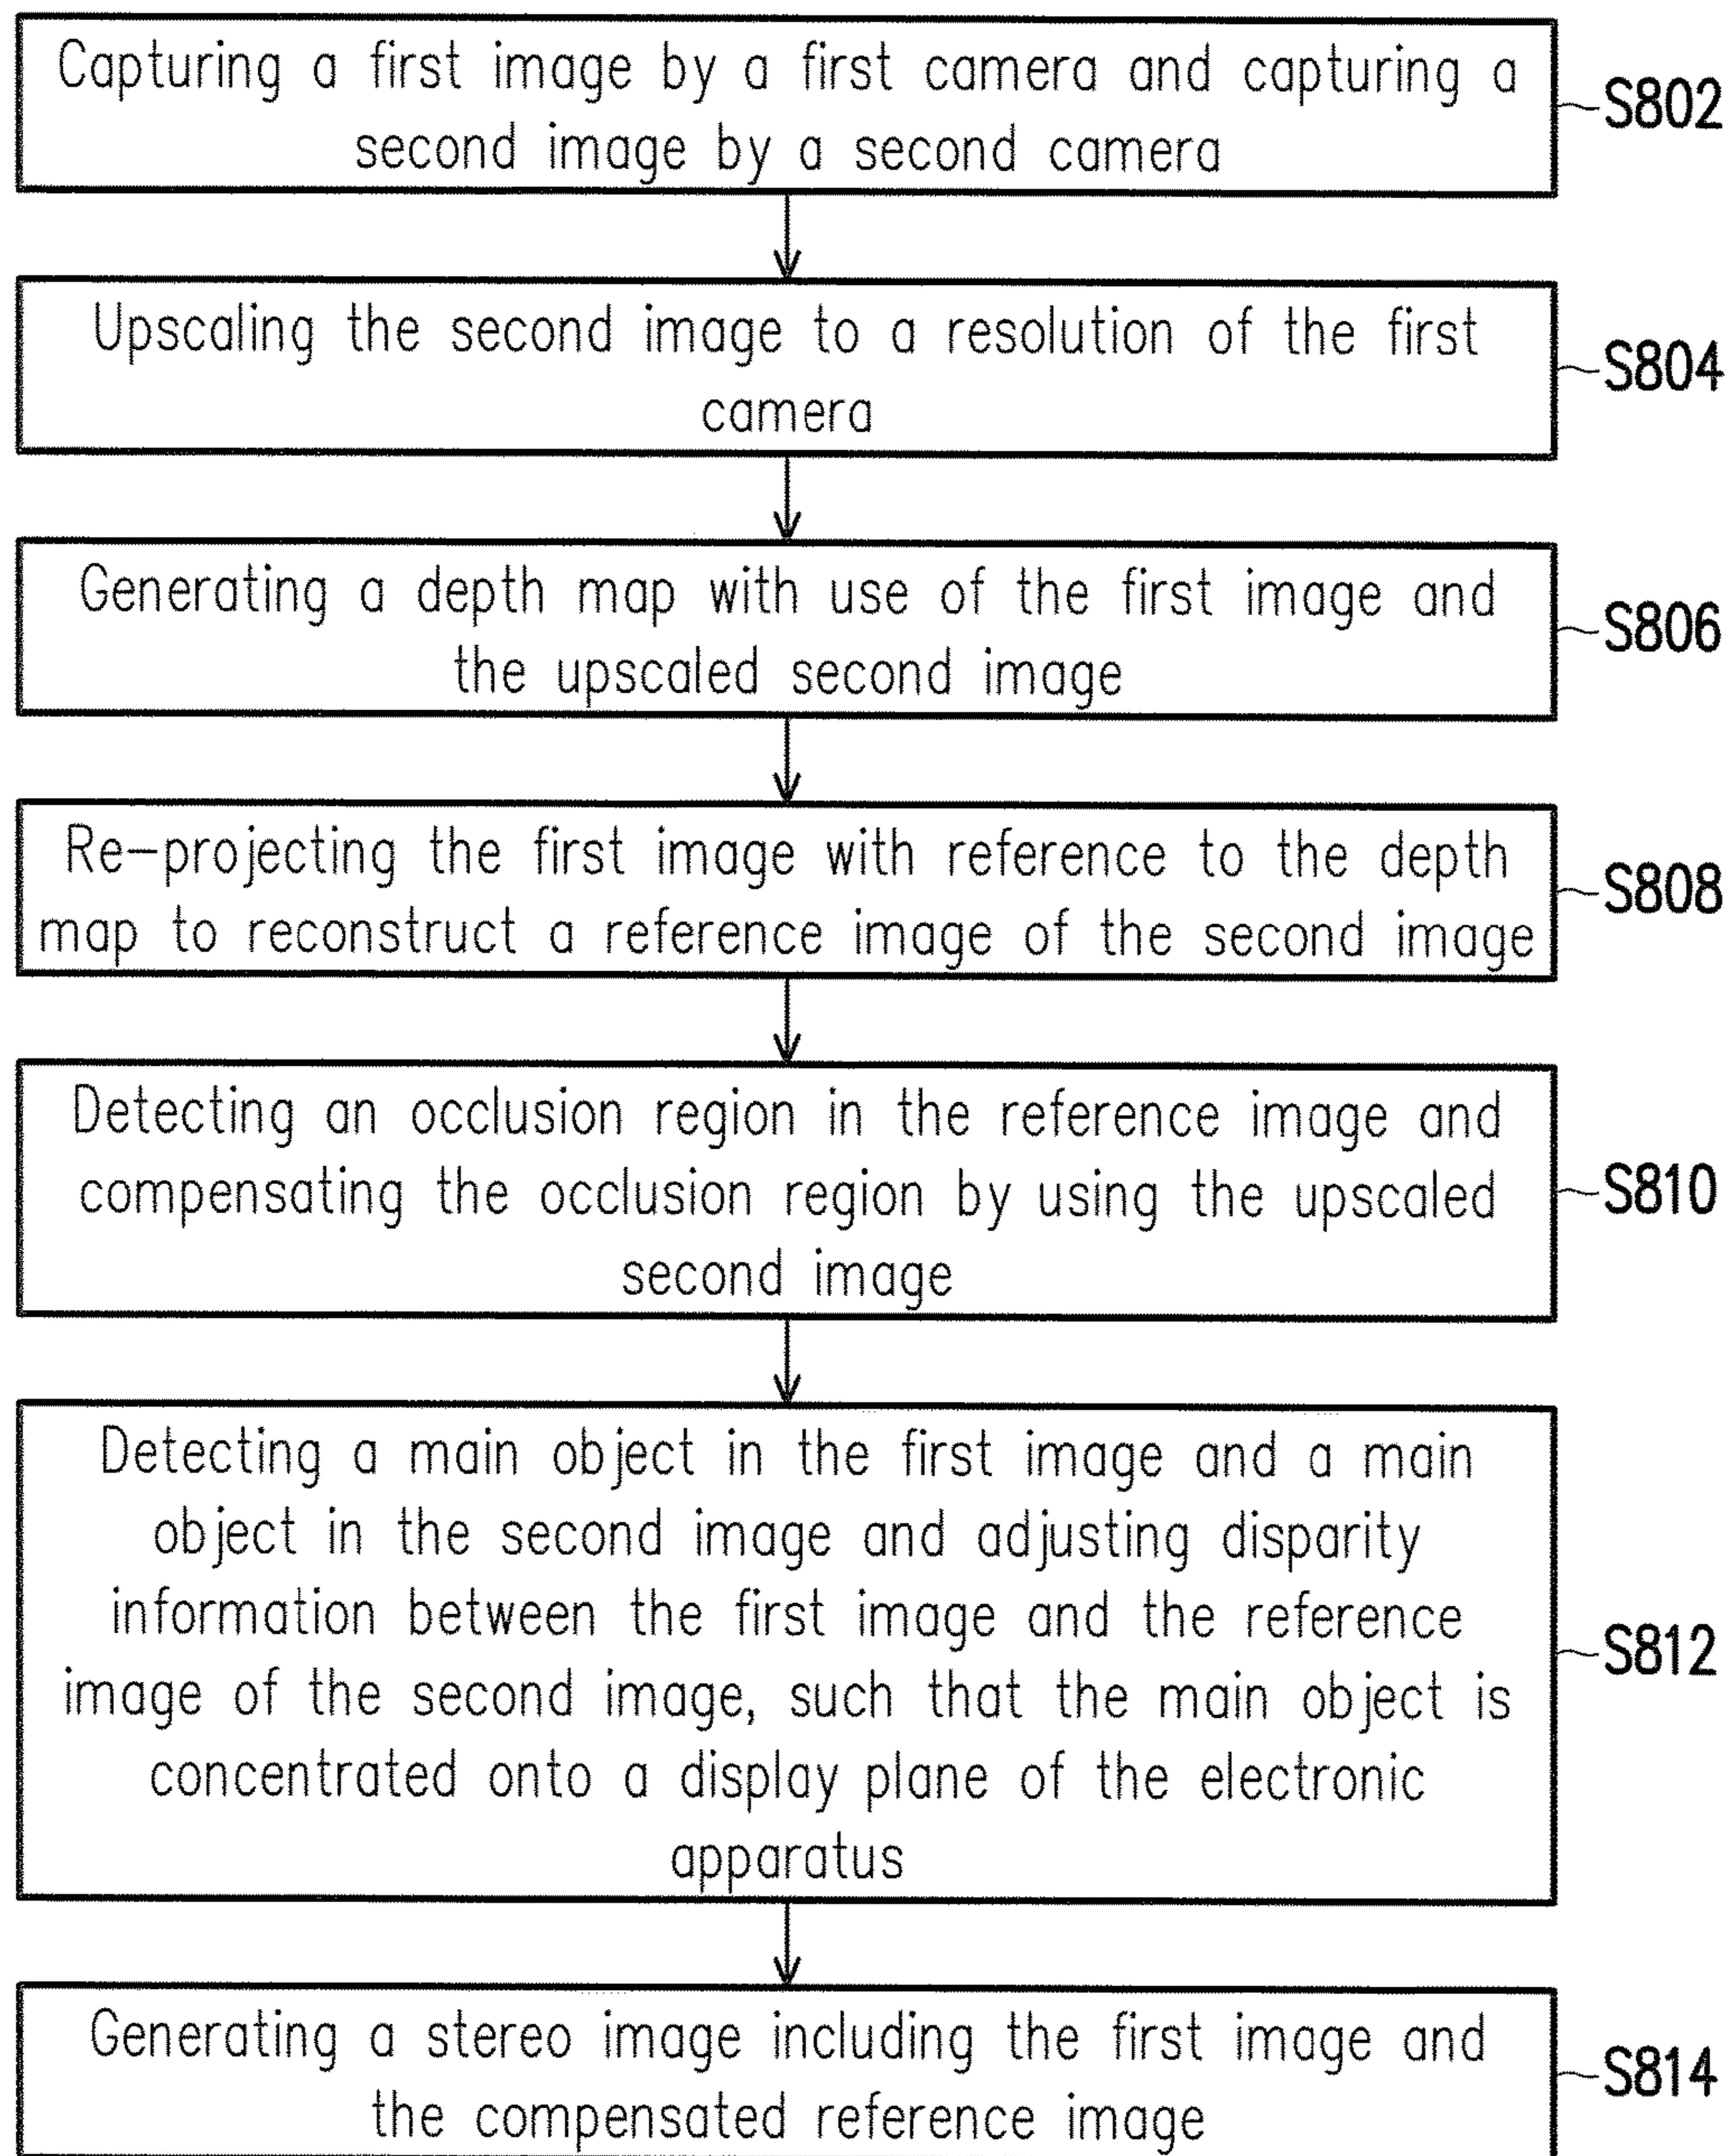 Capturing a first image by a first camera and capturing a
second image by a second camera
S802
Upscaling the second image to a resolution of the first
camera
S804
Generating a depth map with use of the first image and
the upscaled second image
S806
Re-projecting the first image with reference to the depth
map to reconstruct a reference image of the second image
S808
Detecting an occlusion region in the reference image and
compensating the occlusion region by using the upscaled
second image
S810
Detecting a main object in the first image and a main
object in the second image and adjusting disparity
information between the first image and the reference
image of the second image, such that the main object is
concentrated onto a display plane of the electronic
apparatus
S812
Generating a stereo image including the first image and
the compensated reference image
S814